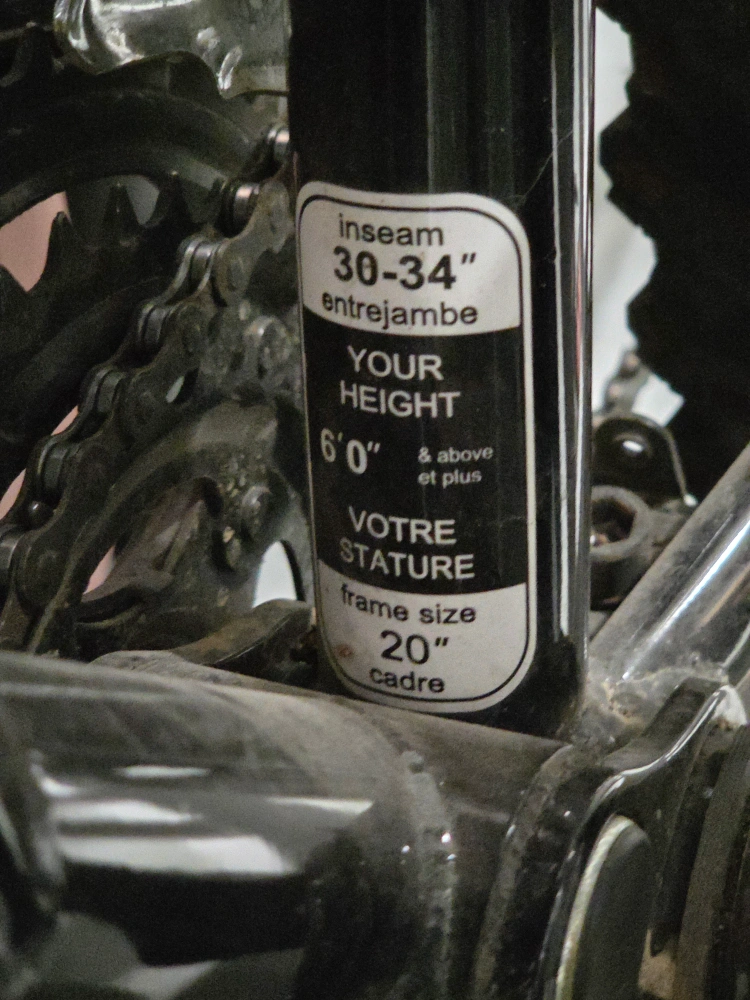 inseam
30-34"
entrejambe
YOUR
HEIGHT
6'0" & above
et plus
VOTRE
STATURE
frame size
20"
cadre